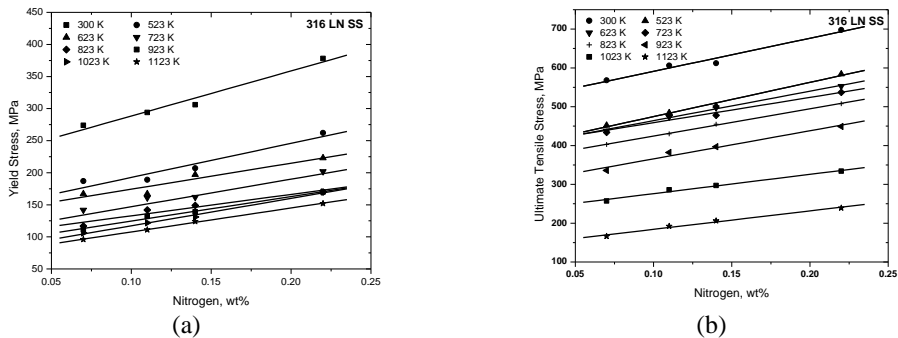 316 LN SS
300 K 523 K
623 K 723 K
823 K 923 K
1023 K 1123 K
Yield Stress, MPa
450
400
350
300
250
200
150
100
50
0.05 0.10 0.15 0.20 0.25
Nitrogen, wt%
(a)
316 LN SS
300 K 523 K
623 K 723 K
823 K 923 K
1023 K 1123 K
Ultimate Tensile Stress, MPa
700
600
500
400
300
200
100
0.05 0.10 0.15 0.20 0.25
Nitrogen, wt%
(b)